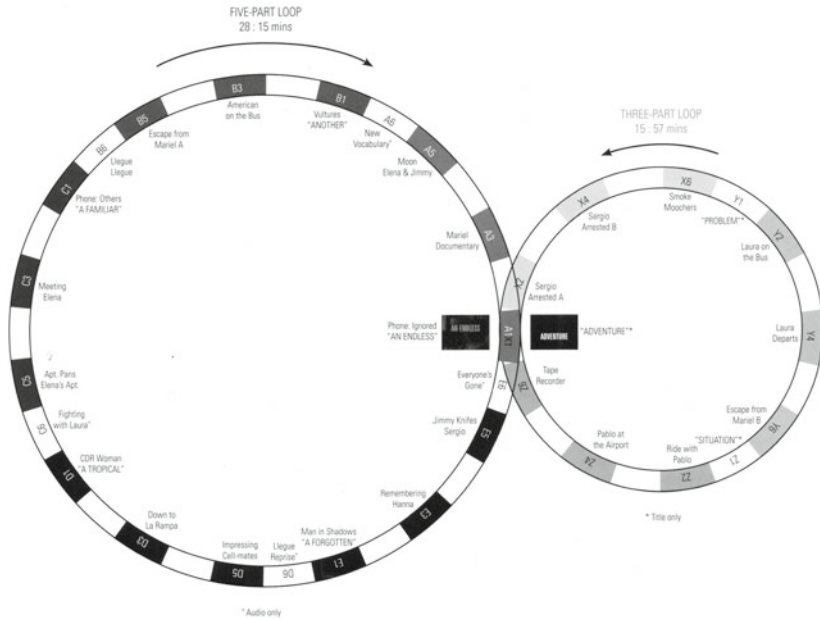 FIVE-PART LOOP
28 : 15 mins
THREE-PART LOOP
15 : 57 mins
B3
American
on the Bus
B1
Vultures
"ANOTHER"
A6
New
Vocabulary"
A5
Moon
Elena & Jimmy
A3
Mariel
Documentary
A1
X1
Phone: Ignored
"AN ENDLESS"
AN ENDLESS
E6
Everyone's
Gone"
E5
Jimmy Knifes
Sergio
E3
Remembering
Hanna
E1
Man in Shadows
"A FORGOTTEN"
D6
Llegue
Reprise"
D5
Impressing
Cell-mates
D3
Down to
La Rampa
D1
CDR Woman
"A TROPICAL"
C6
Fighting
with Laura"
C5
Apt. Pans
Elena's Apt.
C3
Meeting
Elena
C1
Phone: Others
"A FAMILIAR"
B6
Llegue
Llegue
B5
Escape from
Mariel A
" Audio only
X6
Smoke
Moochers
Y1
"PROBLEM"*
Y2
Laura on
the Bus
Y4
Laura
Departs
Y6
Escape from
Mariel B
Z1
"SITUATION"*
Z2
Ride with
Pablo
Z4
Pablo at
the Airport
Z6
Tape
Recorder
ADVENTURE
"ADVENTURE"*
Sergio
Arrested A
X4
Sergio
Arrested B
* Title only